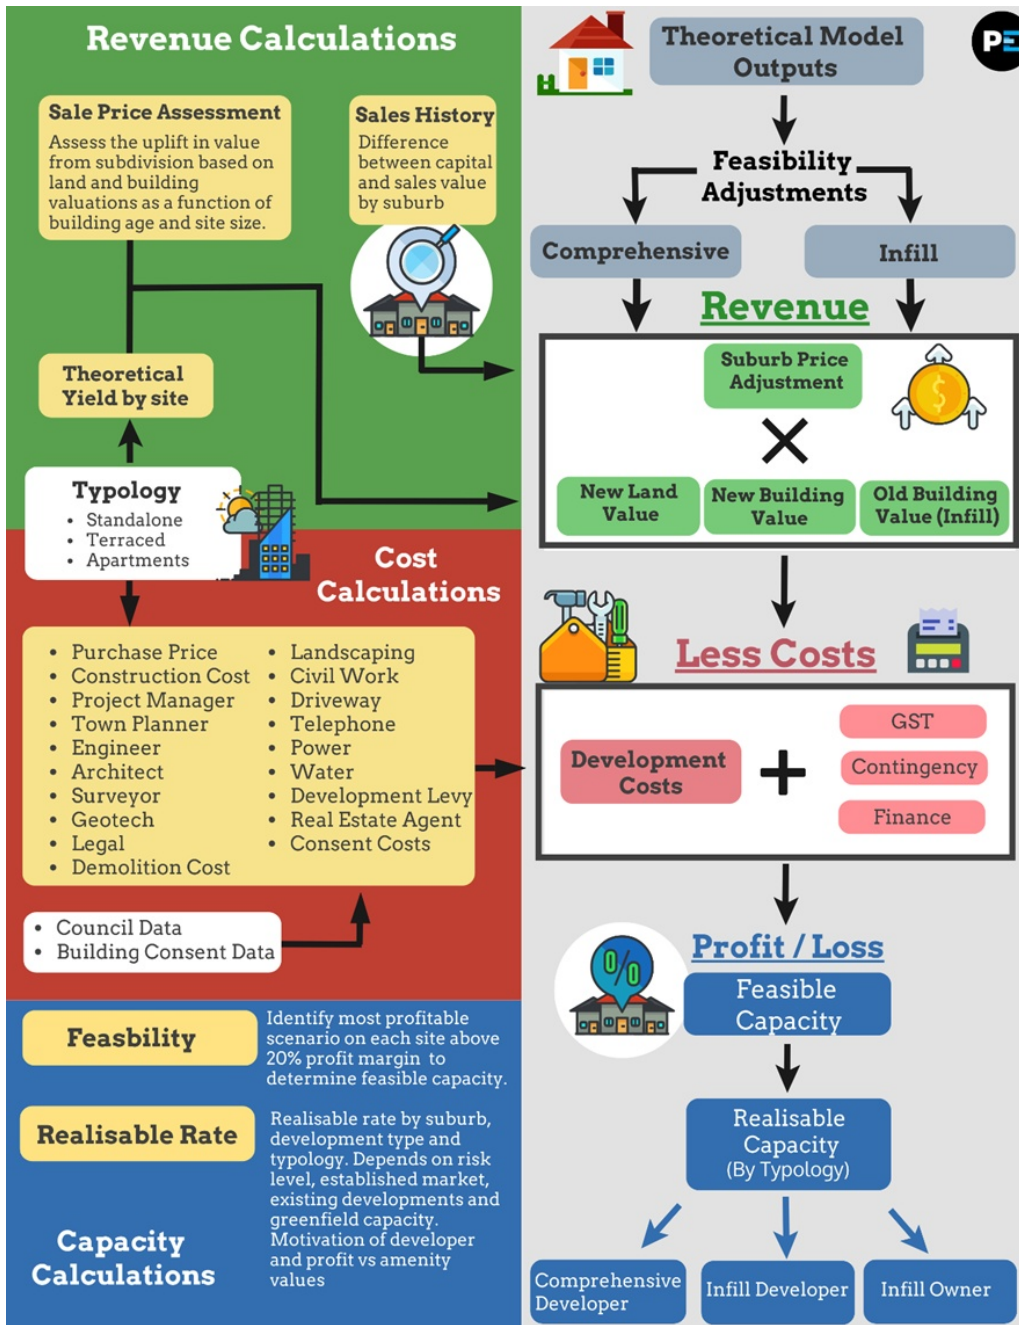 Revenue Calculations
Sale Price Assessment
Assess the uplift in value
from subdivision based on
land and building
valuations as a function of
building age and site size.
Sales History
Difference
between capital
and sales value
by suburb
Theoretical
Yield by site
Typology
• Standalone
• Terraced
• Apartments
Cost
Calculations
• Purchase Price
• Construction Cost
• Project Manager
• Town Planner
• Engineer
• Architect
• Surveyor
• Geotech
• Legal
• Demolition Cost
• Landscaping
• Civil Work
• Driveway
• Telephone
• Power
• Water
• Development Levy
• Real Estate Agent
• Consent Costs
• Council Data
• Building Consent Data
Feasbility
Identify most profitable
scenario on each site above
20% profit margin to
determine feasible capacity.
Realisable Rate
Realisable rate by suburb,
development type and
typology. Depends on risk
level, established market,
existing developments and
greenfield capacity.
Motivation of developer
and profit vs amenity
values
Capacity
Calculations
Theoretical Model
Outputs
PE
Feasibility
Adjustments
Comprehensive
Infill
Revenue
Suburb Price
Adjustment
$
×
New Land
Value
New Building
Value
Old Building
Value (Infill)
Less Costs
Development
Costs
+
GST
Contingency
Finance
Profit / Loss
0/0
Feasible
Capacity
Realisable
Capacity
(By Typology)
Comprehensive
Developer
Infill Developer
Infill Owner